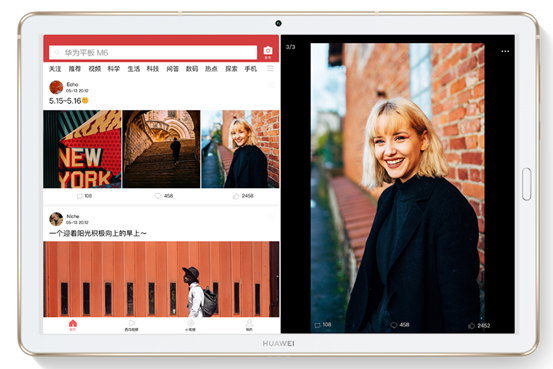 华为平板 M6
关注 推荐 视频 科学 生活 科技 问答 数码 热点 探索 手机
Echo
05-13 20:10
5.15-5.16
NEW
YORK
108 458 2458
Niche
05-13 20:10
一个迎着阳光积极向上的早上~
3/3
108 458 2452
HUAWEI